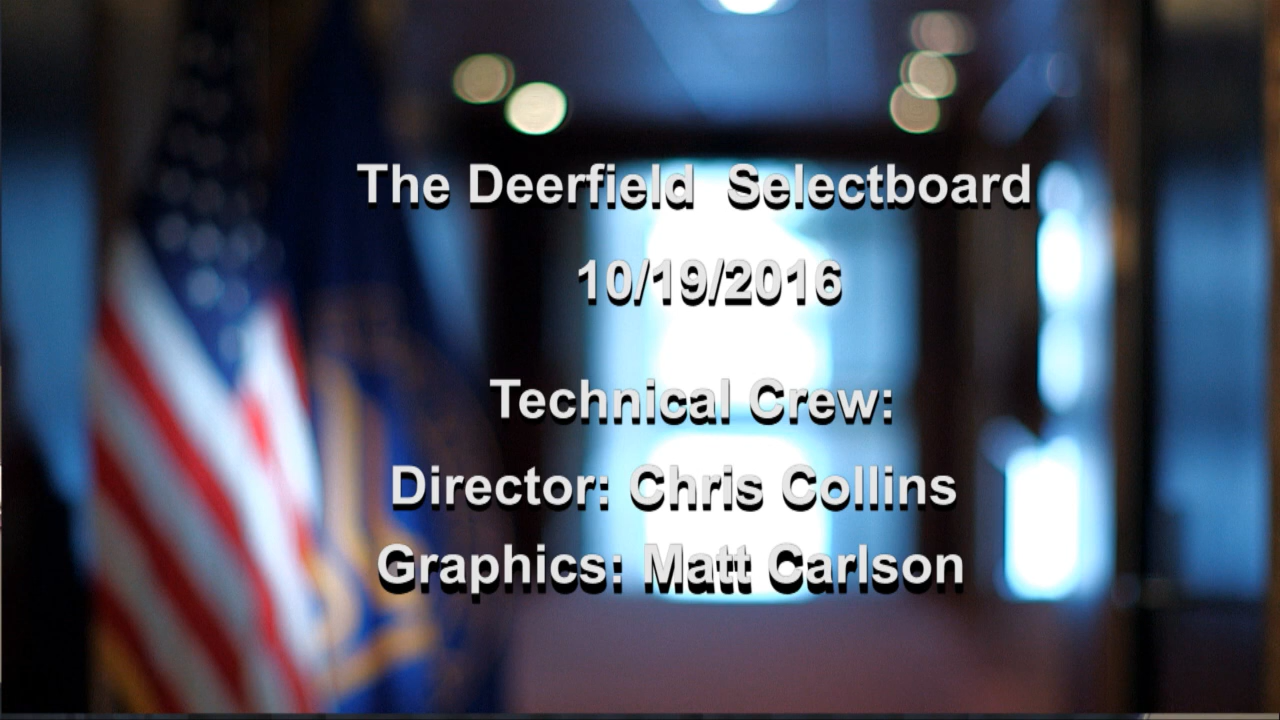 The Deerfield Selectboard
10/19/2016
Technical Crew:
Director: Chris Collins
Graphics: Matt Carlson